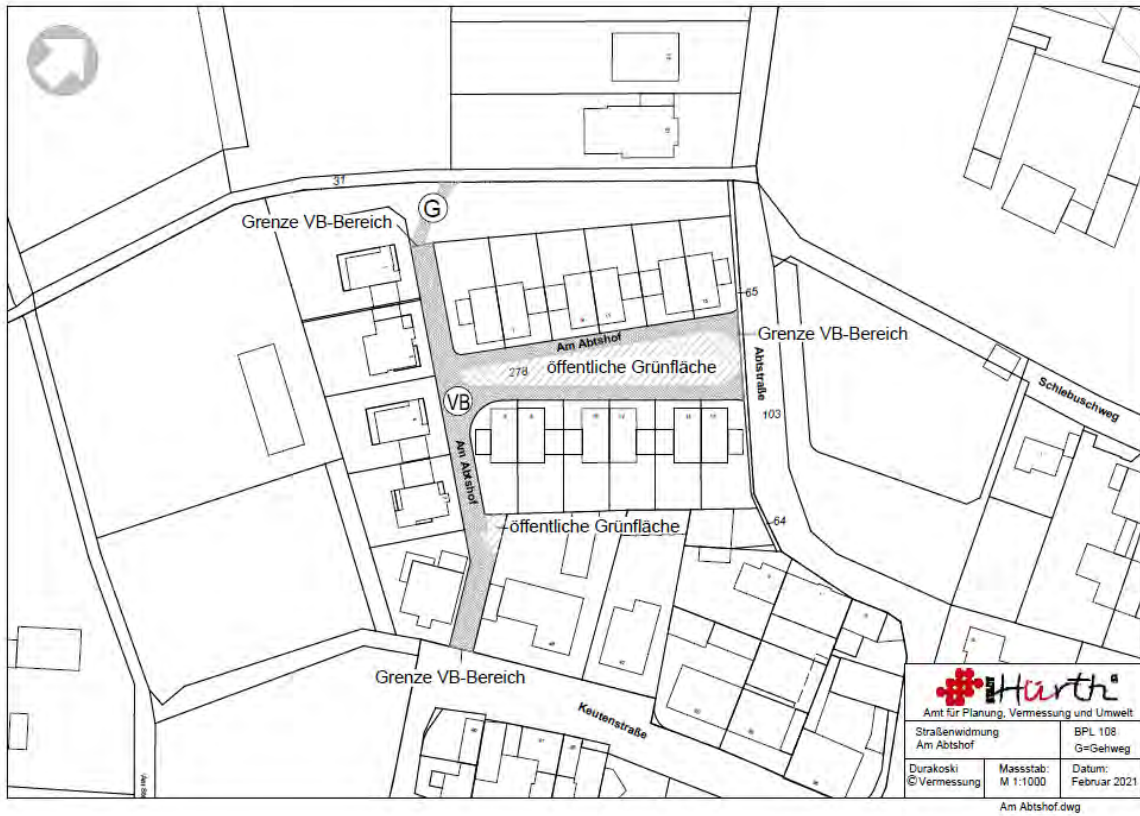 31
G
Grenze VB-Bereich
65
Grenze VB-Bereich
Am Abtshof
öffentliche Grünfläche
278
Abtstraße
VB
103
Schlebuschweg
Am Abtshof
öffentliche Grünfläche
64
Grenze VB-Bereich
Keutenstraße
STADT Hürth
Amt für Planung, Vermessung und Umwelt
Straßenwidmung
Am Abtshof
BPL 108
G=Gehweg
Durakoski
©Vermessung
Massstab:
M 1:1000
Datum:
Februar 2021
Am Abtshof.dwg